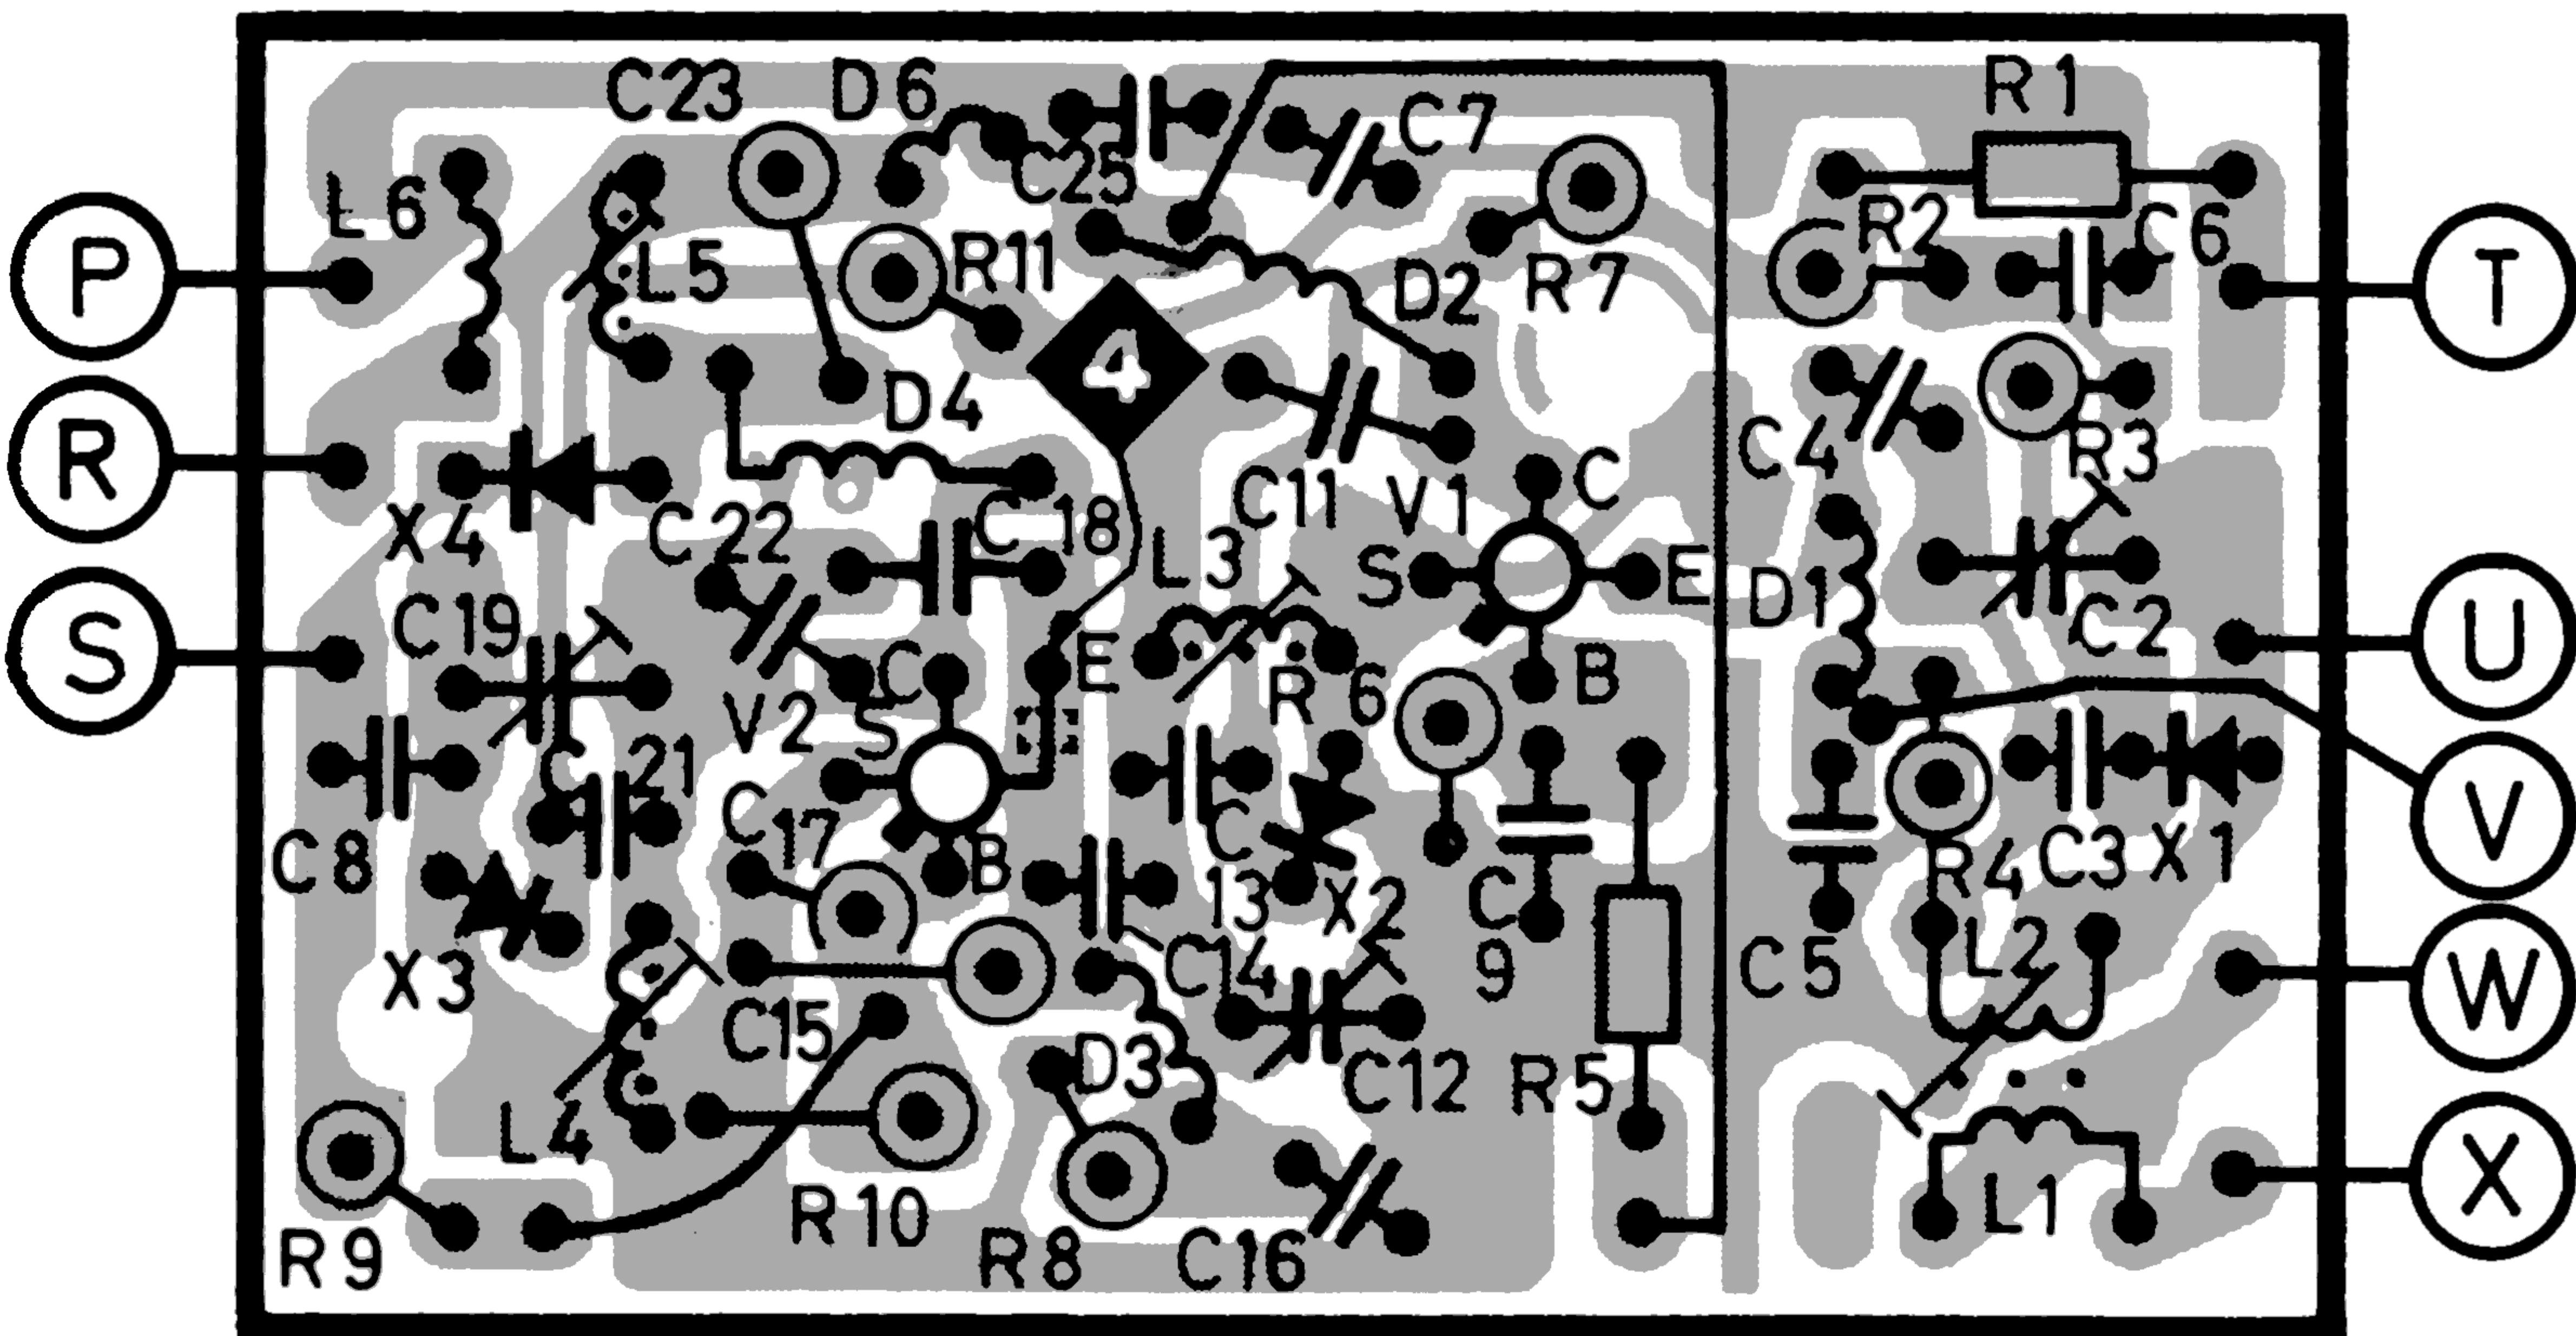 R1
C23 D6
C7
C25
L6
R2 C6
P
L5 R11
D2 R7
T
4
D4
R
C4
R3
C11 V1 C
X4 C22 C18
L3
S E
D1
C19
C2
S
E
R6
B
U
C
V2 S
C21
V
C17
C8
B
C13
X2
C9
R4 C3 X1
X3
C14
C5
L2
W
C15
D3
C12 R5
L4
X
R10
L1
R9
R8 C16